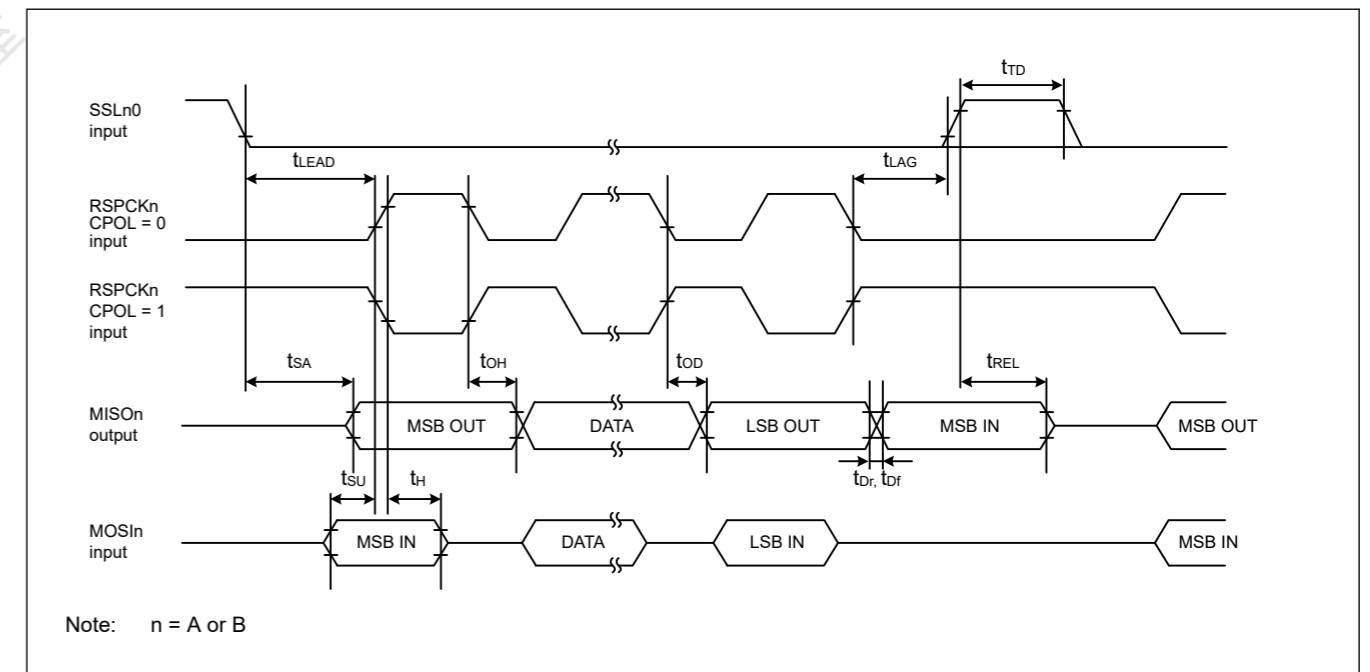 tTD
SSLn0
input
tLEAD
tLAG
RSPCKn
CPOL = 0
input
RSPCKn
CPOL = 1
input
tSA
tOH
tOD
tREL
MISOn
output
MSB OUT
DATA
LSB OUT
MSB IN
MSB OUT
tSU
tH
tDr, tDf
MOSIn
input
MSB IN
DATA
LSB IN
MSB IN
Note: n = A or B